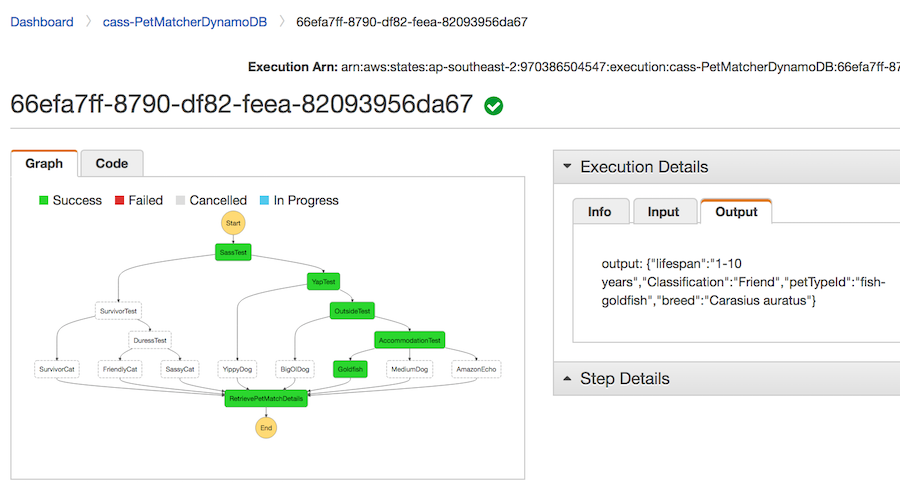 Dashboard > cass-PetMatcherDynamoDB > 66efa7ff-8790-df82-feea-82093956da67
Execution Arn: arn:aws:states:ap-southeast-2:970386504547:execution:cass-PetMatcherDynamoDB:66efa7ff-87
66efa7ff-8790-df82-feea-82093956da67
Graph Code
Success Failed Cancelled In Progress
Start
SassTest
YapTest
SurvivorTest OutsideTest
DuressTest AccommodationTest
SurvivorCat FriendlyCat SassyCat YippyDog BigOlDog Goldfish MediumDog AmazonEcho
RetrievePetMatchDetails
End
Execution Details
Info Input Output
output: {"lifespan":"1-10
years","Classification":"Friend","petTypeId":"fish-
goldfish","breed":"Carasius auratus"}
Step Details